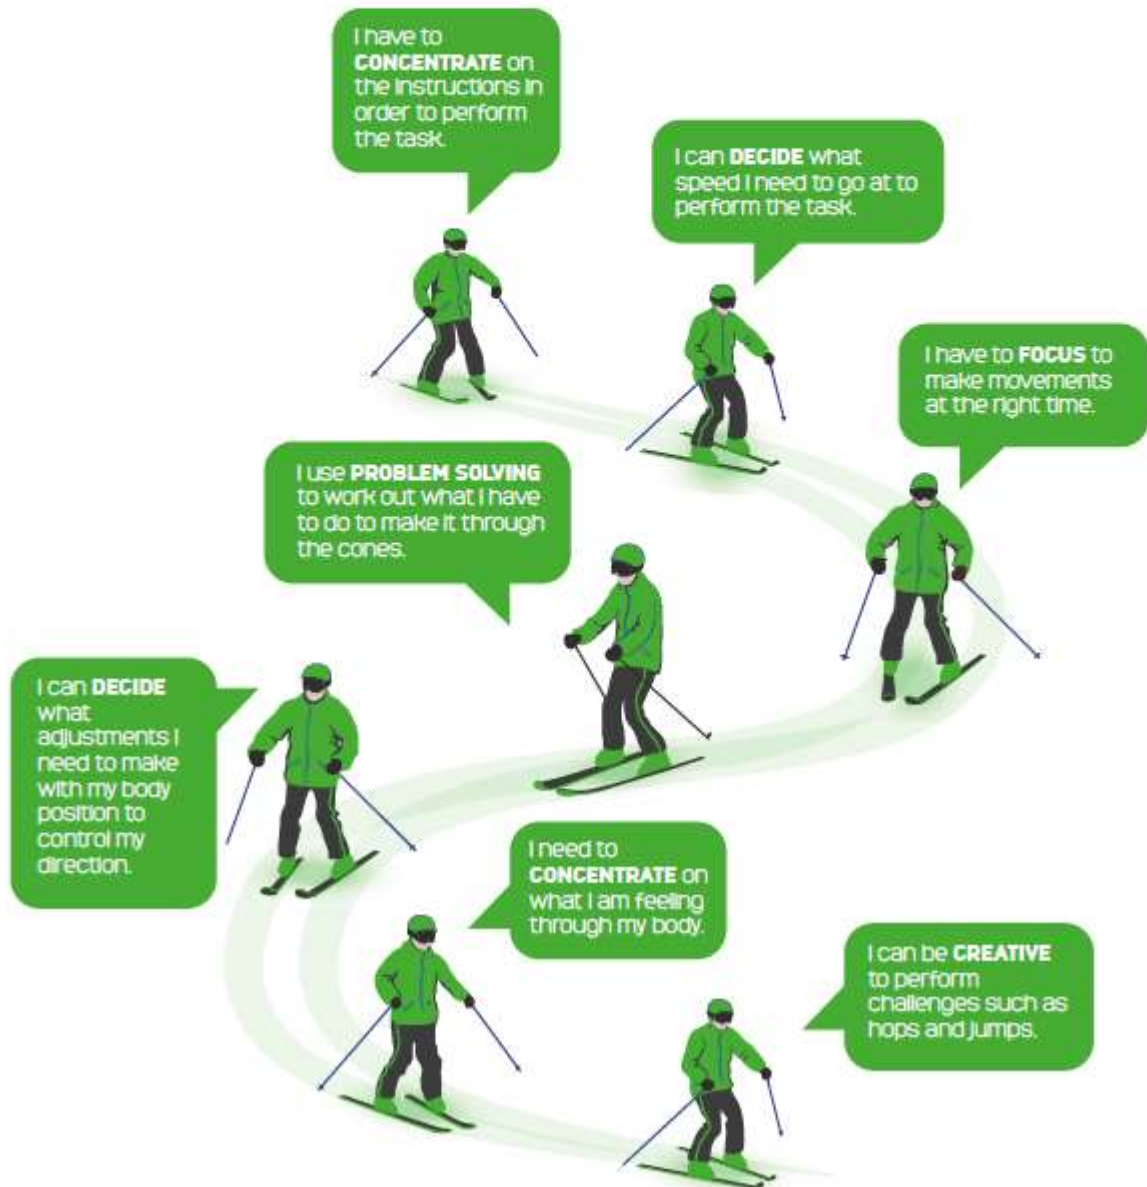 I have to
CONCENTRATE on
the instructions in
order to perform
the task.
I can DECIDE what
speed I need to go at to
perform the task.
I have to FOCUS to
make movements
at the right time.
I use PROBLEM SOLVING
to work out what I have
to do to make it through
the cones.
I can DECIDE
what
adjustments I
need to make
with my body
position to
control my
direction.
I need to
CONCENTRATE on
what I am feeling
through my body.
I can be CREATIVE
to perform
challenges such as
hops and jumps.